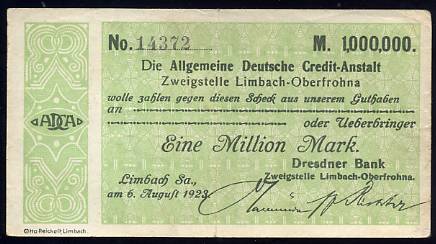 No. 14372 M. 1,000,000.
Die Allgemeine Deutsche Credit-Anstalt
Zweigstelle Limbach-Oberfrohna
wolle zahlen gegen diesen Scheck aus unserem Guthaben
an
oder Ueberbringer
ADCA
Eine Million Mark.
Dresdner Bank
Zweigstelle Limbach-Oberfrohna.
Limbach Sa.,
am 6. August 1923
Otto Reichelt, Limbach.